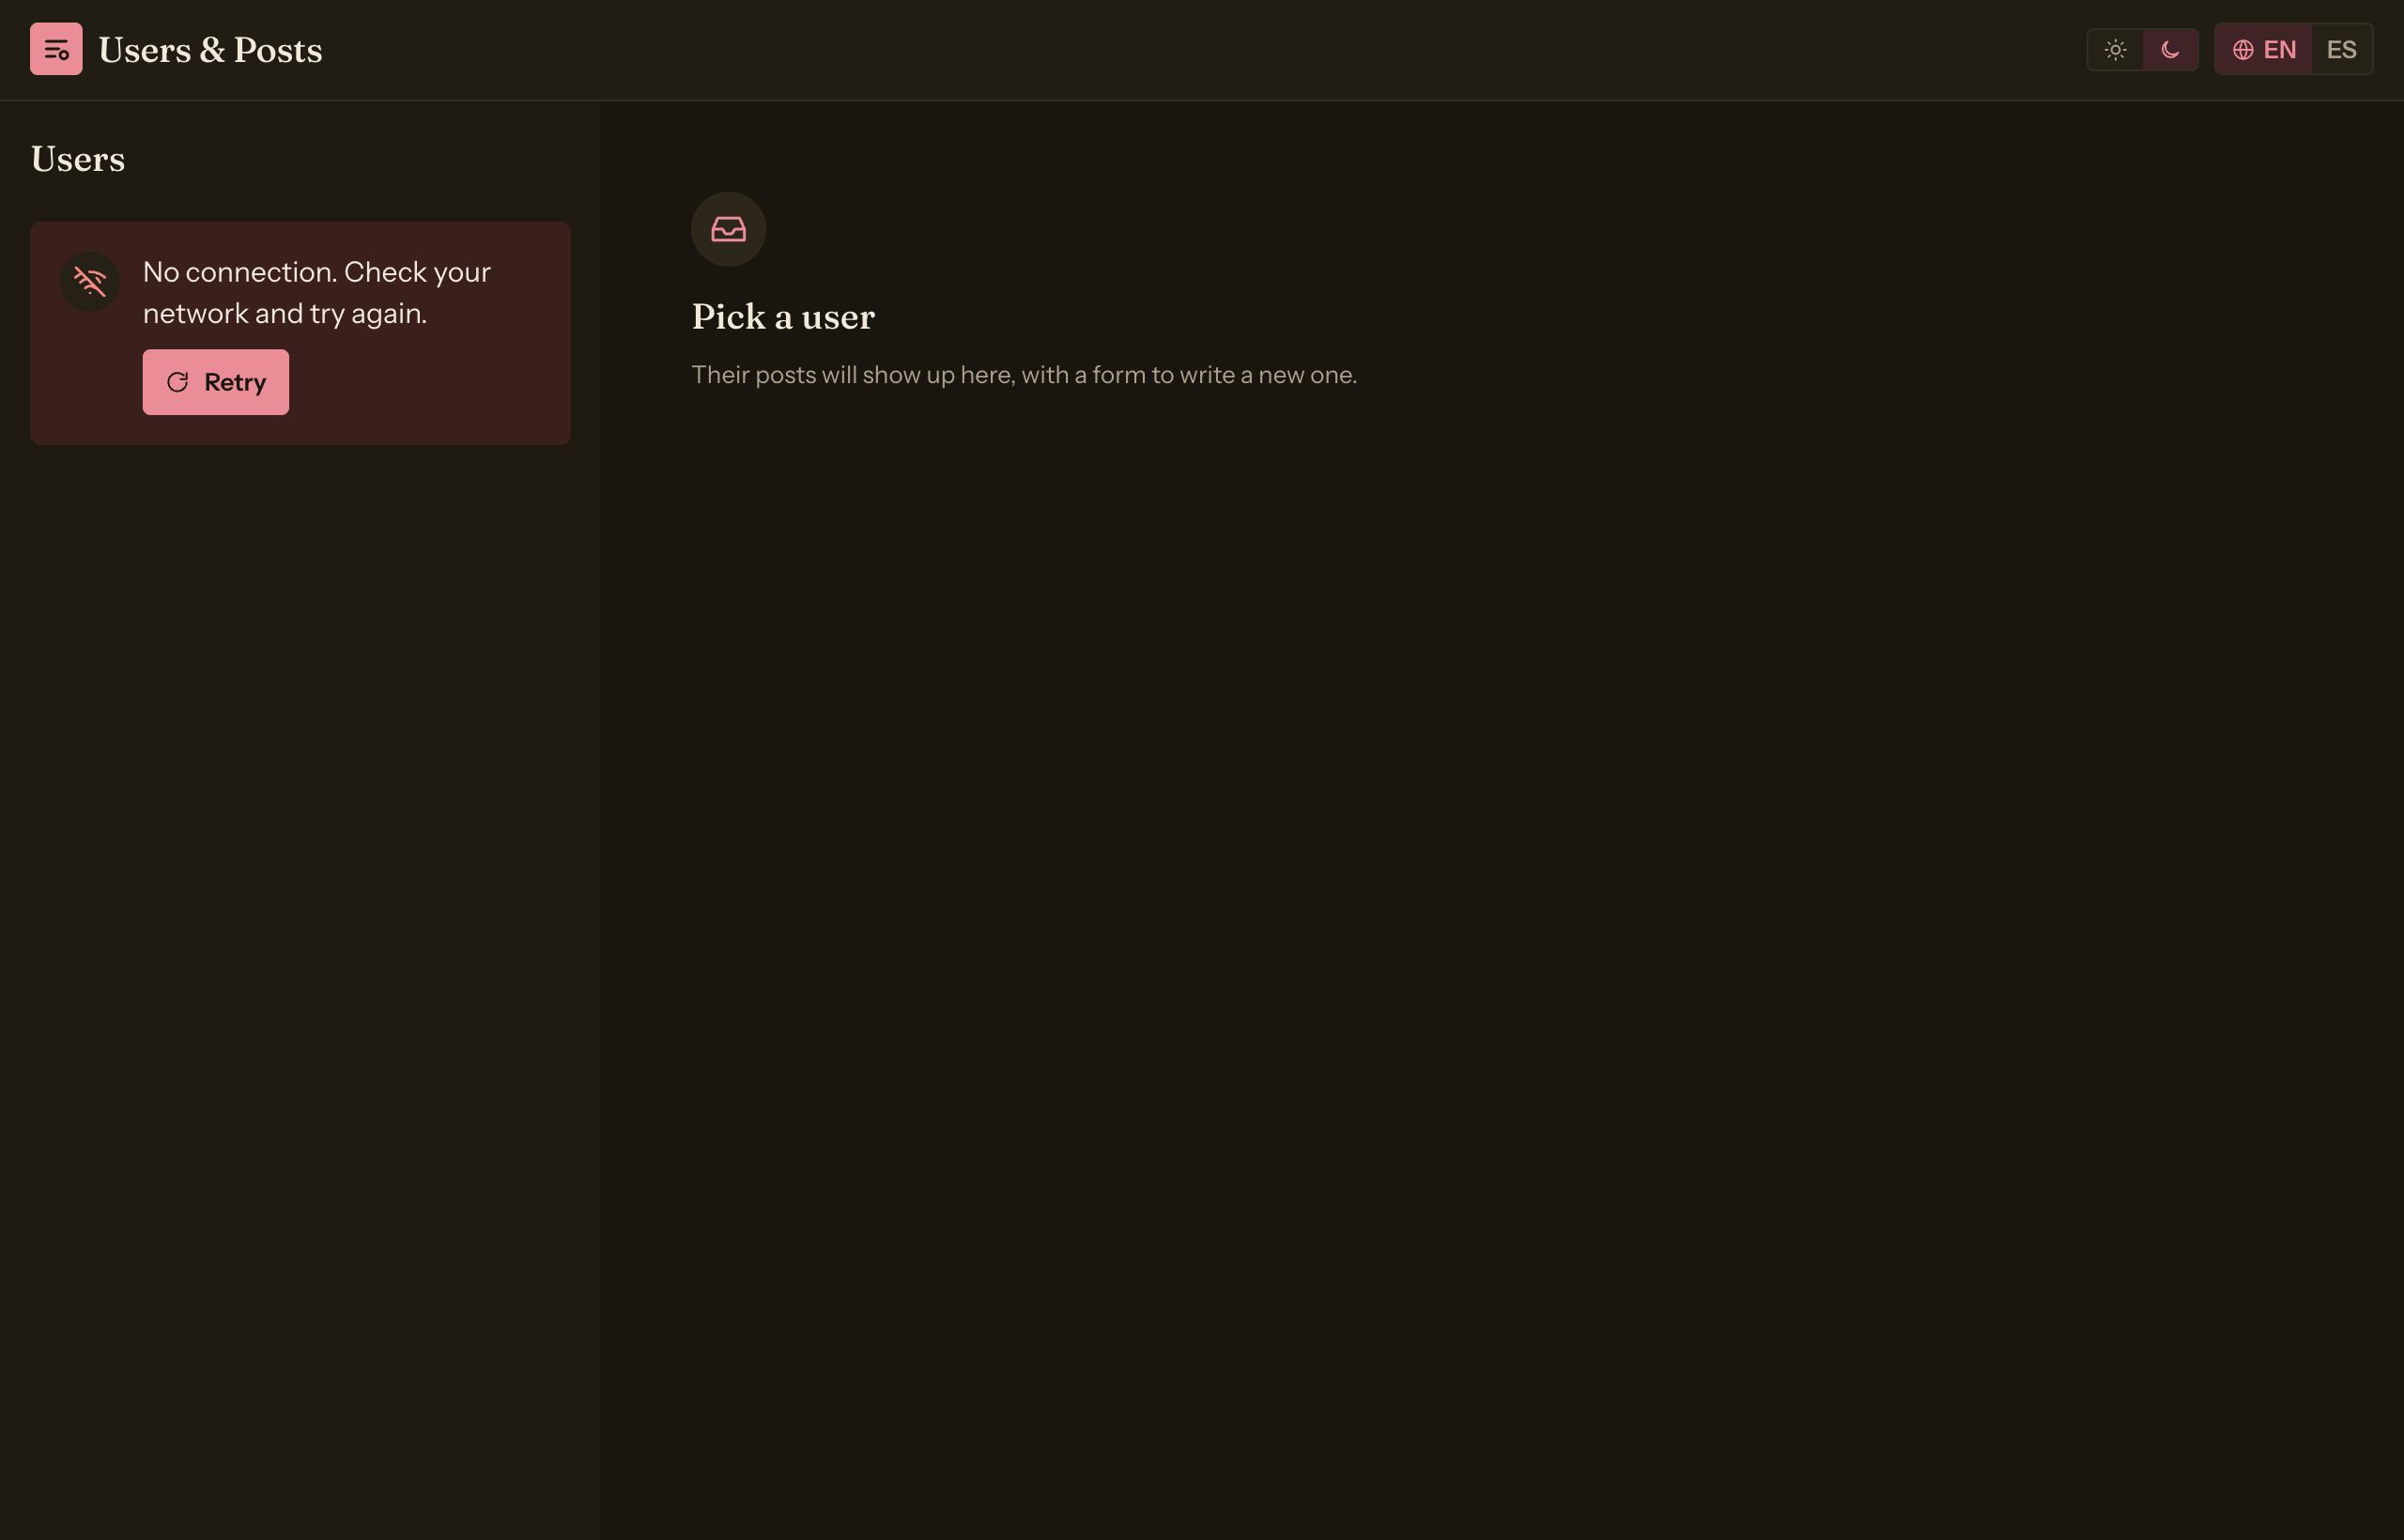 Users & Posts
EN
ES
Users
No connection. Check your
network and try again.
Retry
Pick a user
Their posts will show up here, with a form to write a new one.